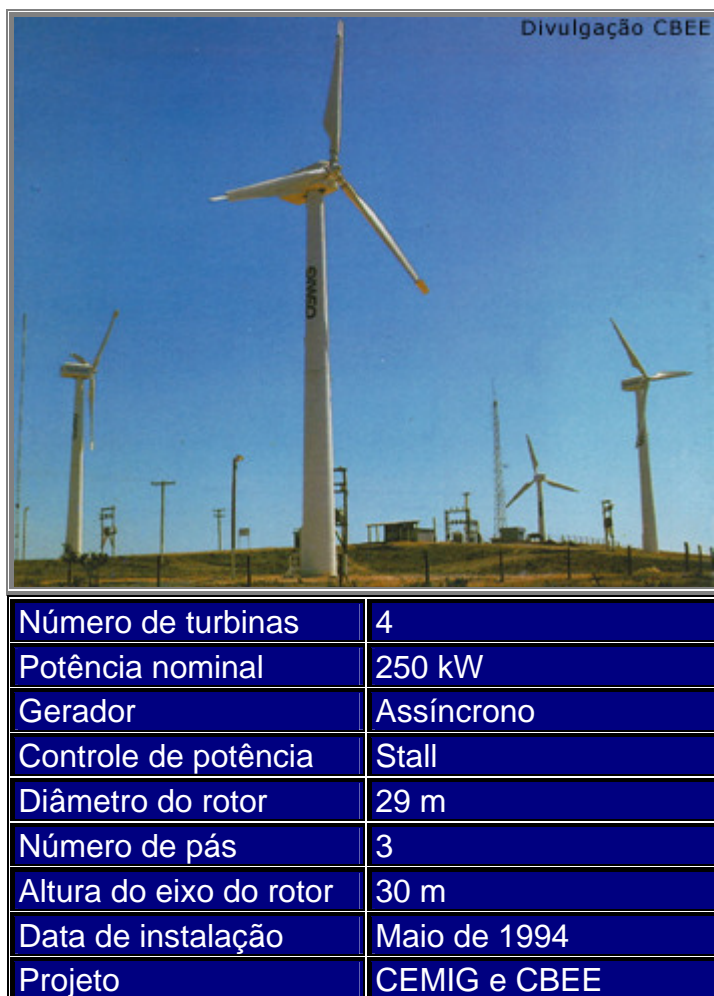 Divulgação CBEE
CEMIG
Número de turbinas 4
Potência nominal 250 kW
Gerador Assíncrono
Controle de potência Stall
Diâmetro do rotor 29 m
Número de pás 3
Altura do eixo do rotor 30 m
Data de instalação Maio de 1994
Projeto CEMIG e CBEE